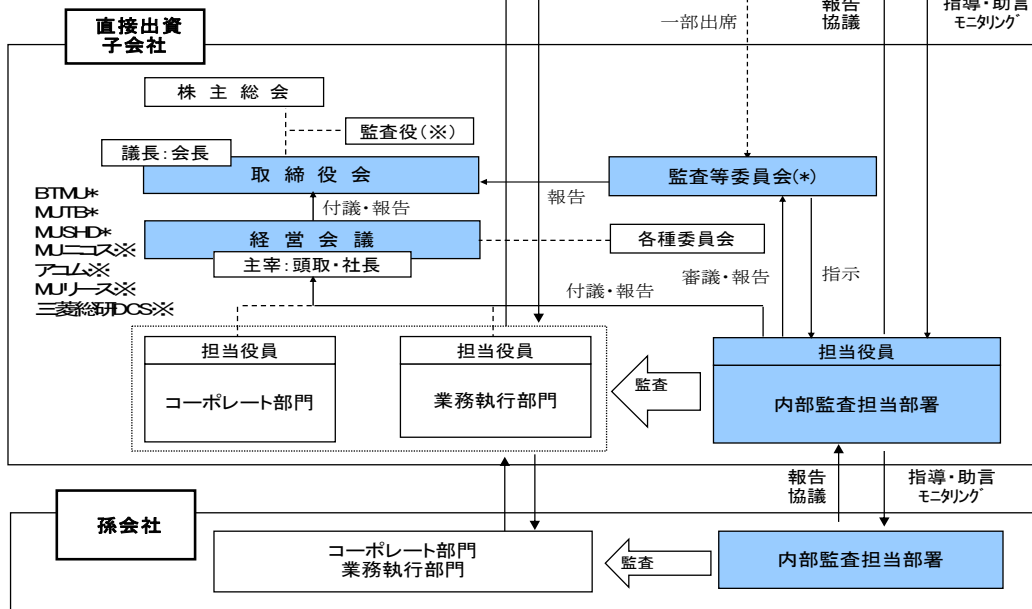 報告
協議
指導・助言
モニタリング
一部出席
直接出資
子会社
株主総会
監査役(※)
議長:会長
取締役会
監査等委員会(*)
報告
BTMU*
MUTB*
MUSHD*
MUニコス※
アコム※
MUリース※
三菱総研DCS※
付議・報告
経営会議
各種委員会
主宰:頭取・社長
審議・報告
指示
付議・報告
担当役員
コーポレート部門
担当役員
業務執行部門
監査
担当役員
内部監査担当部署
報告
協議
指導・助言
モニタリング
孫会社
コーポレート部門
業務執行部門
監査
内部監査担当部署